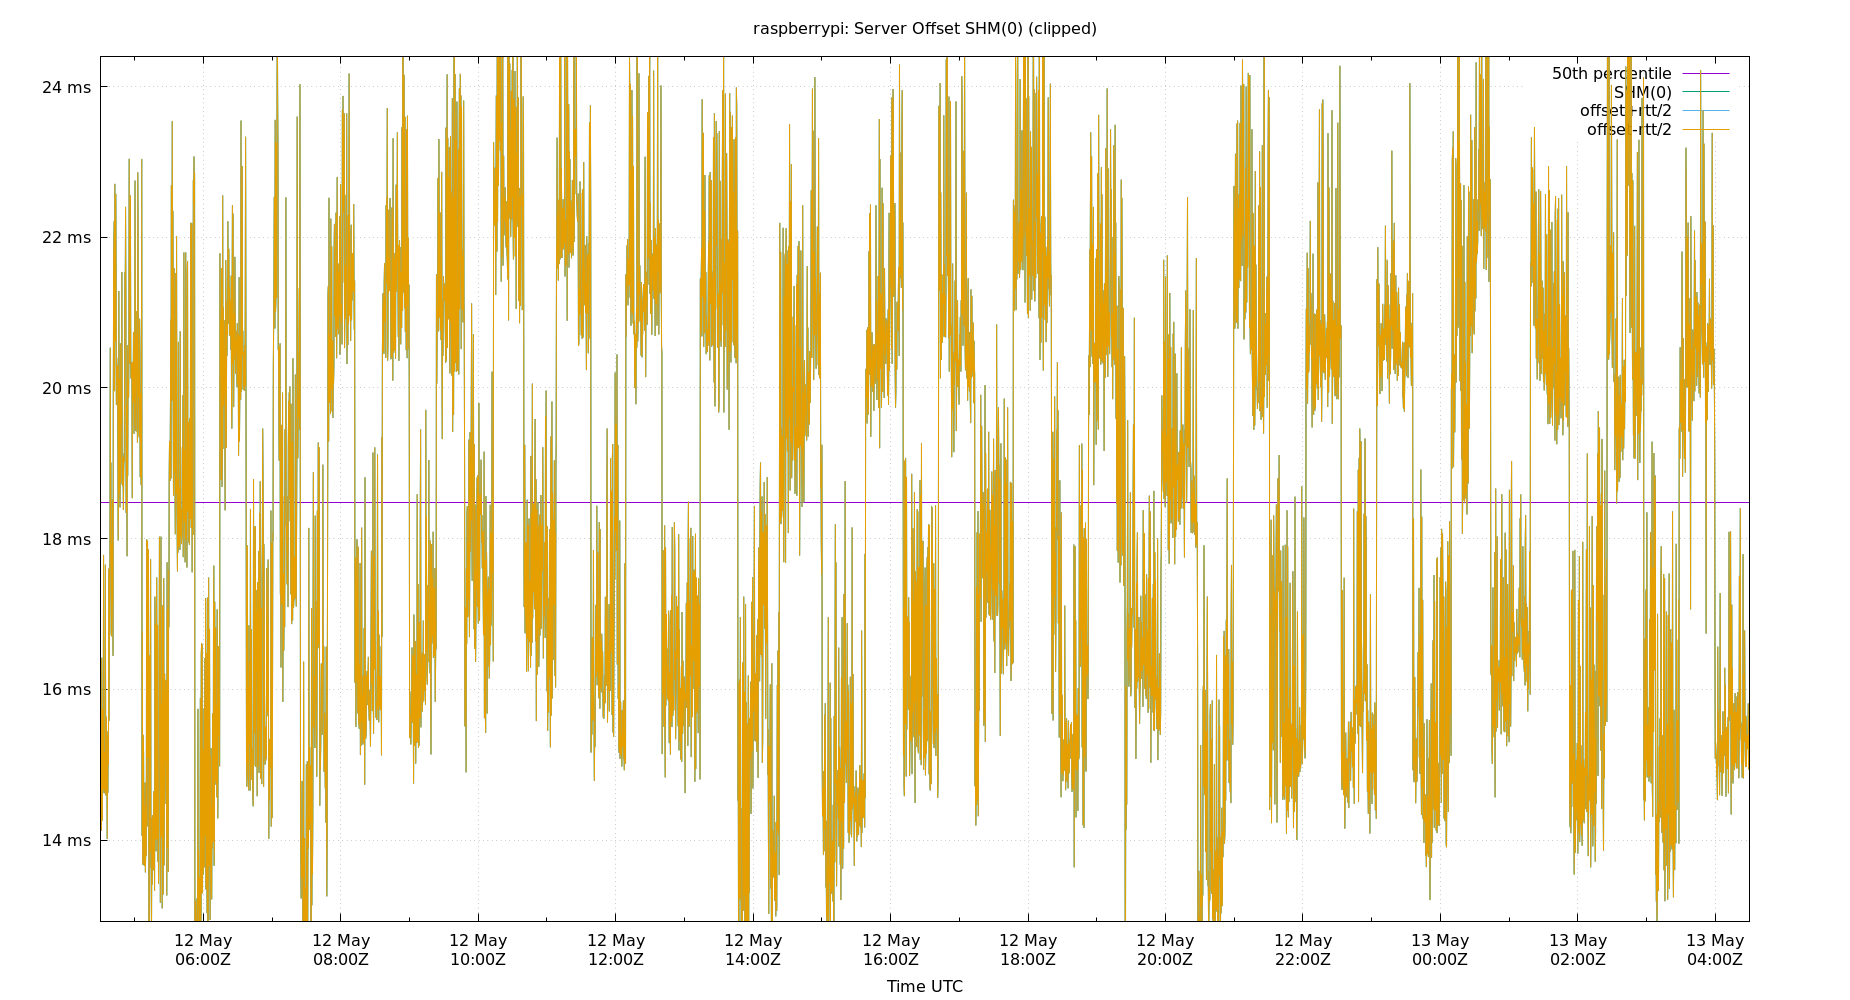 raspberrypi: Server Offset SHM(0) (clipped)
50th percentile
SHM(0)
offset+rtt/2
offset-rtt/2
24 ms
22 ms
20 ms
18 ms
16 ms
14 ms
12 May 12 May 12 May 12 May 12 May 12 May 12 May 12 May 12 May 13 May 13 May 13 May
06:00Z 08:00Z 10:00Z 12:00Z 14:00Z 16:00Z 18:00Z 20:00Z 22:00Z 00:00Z 02:00Z 04:00Z
Time UTC